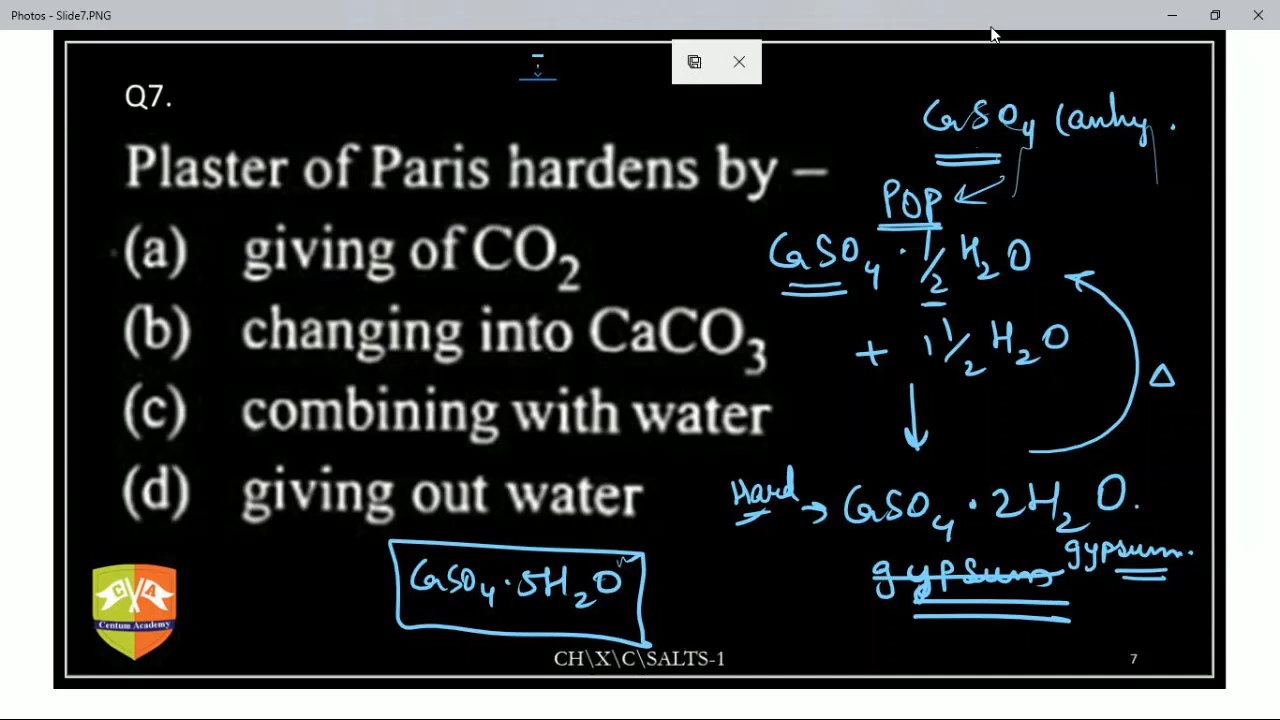 Photos - Slide7.PNG
Q7.
Plaster of Paris hardens by –
(a) giving of CO₂
(b) changing into CaCO₃
(c) combining with water
(d) giving out water
CaSO₄ (anhy.
POP
CaSO₄ · 1/2 H₂O
+ 1 1/2 H₂O
Δ
Hard → CaSO₄ · 2H₂O.
gypsum
gypsum.
CaSO₄ · 5H₂O
C A
Centum Academy
CH\X\C\SALTS-1
7